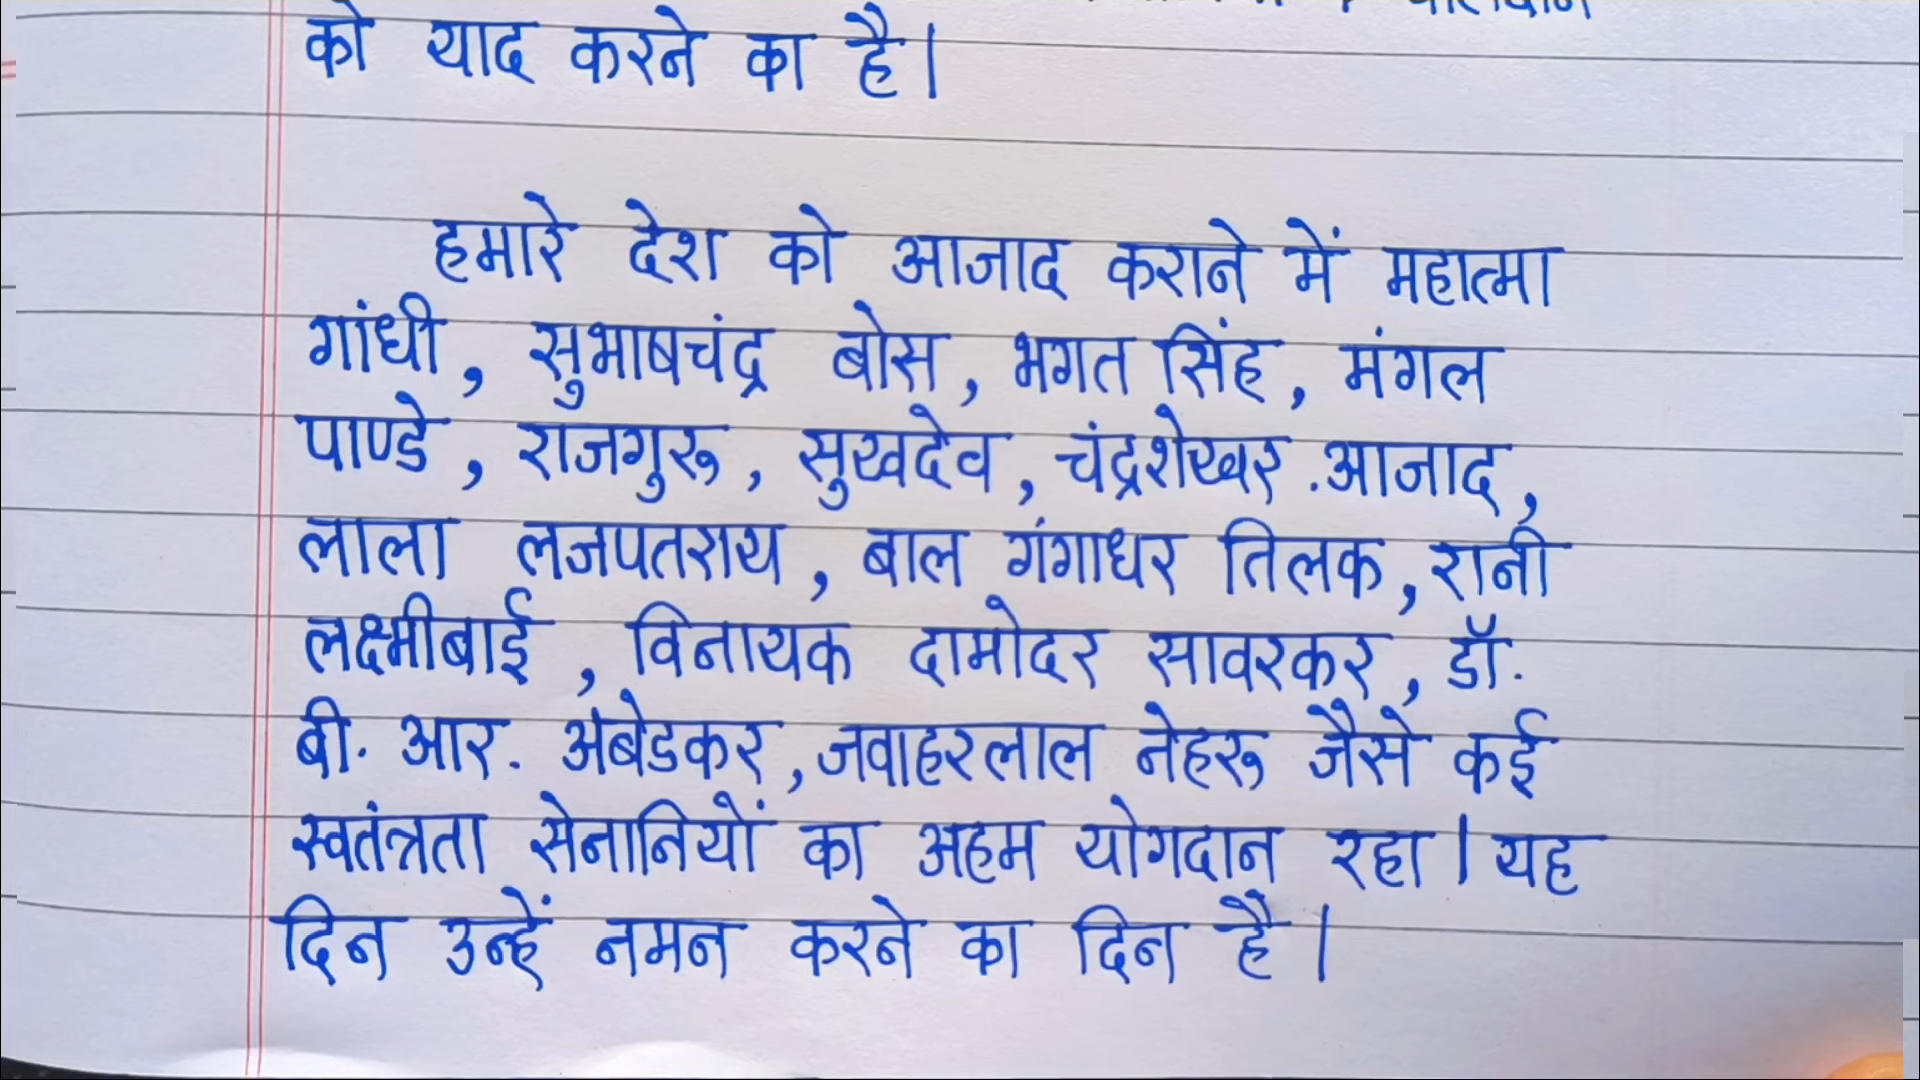 को याद करने का है।
हमारे देश को आजाद कराने में महात्मा
गांधी, सुभाषचंद्र बोस, भगत सिंह, मंगल
पाण्डे, राजगुरू, सुखदेव, चंद्रशेखर .आजाद,
लाला लजपतराय, बाल गंगाधर तिलक, रानी
लक्ष्मीबाई, विनायक दामोदर सावरकर, डॉ.
बी. आर. अंबेडकर, जवाहरलाल नेहरू जैसे कई
स्वतंत्रता सेनानियों का अहम योगदान रहा। यह
दिन उन्हें नमन करने का दिन है।